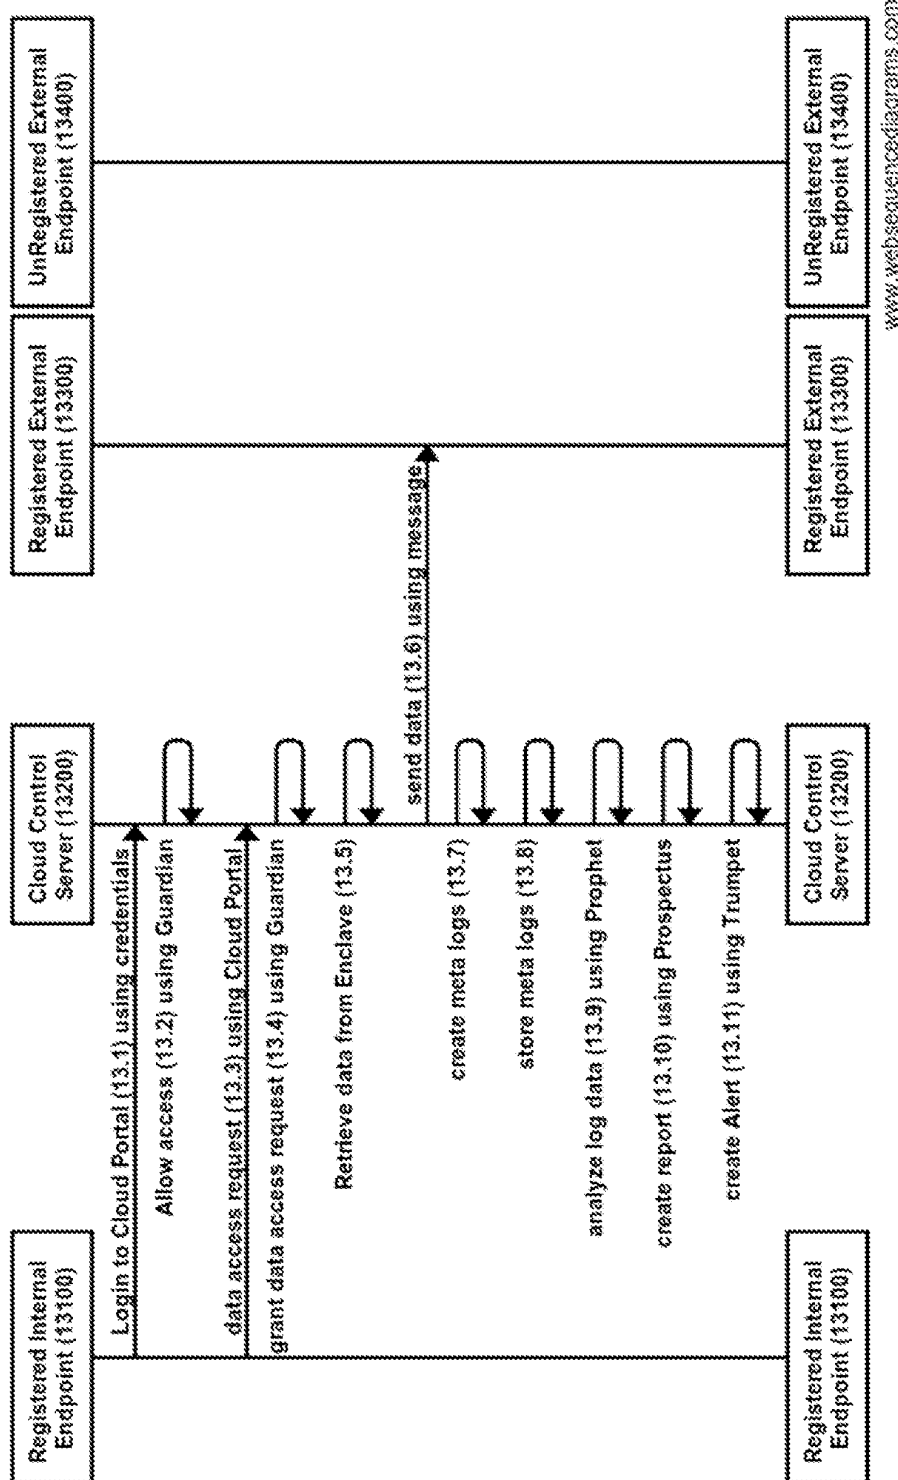 Registered Internal
Endpoint (13100)
Cloud Control
Server (13200)
Registered External
Endpoint (13300)
UnRegistered External
Endpoint (13400)
Login to Cloud Portal (13.1) using credentials
Allow access (13.2) using Guardian
data access request (13.3) using Cloud Portal
grant data access request (13.4) using Guardian
Retrieve data from Enclave (13.5)
send data (13.6) using message
create meta logs (13.7)
store meta logs (13.8)
analyze log data (13.9) using Prophet
create report (13.10) using Prospectus
create Alert (13.11) using Trumpet
Registered Internal
Endpoint (13100)
Cloud Control
Server (13200)
Registered External
Endpoint (13300)
UnRegistered External
Endpoint (13400)
www.websequencediagrams.com